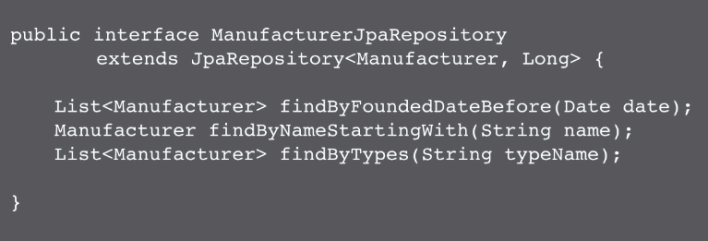 public interface ManufacturerJpaRepository
extends JpaRepository<Manufacturer, Long> {
List<Manufacturer> findByFoundedDateBefore(Date date);
Manufacturer findByNameStartingWith(String name);
List<Manufacturer> findByTypes(String typeName);
}